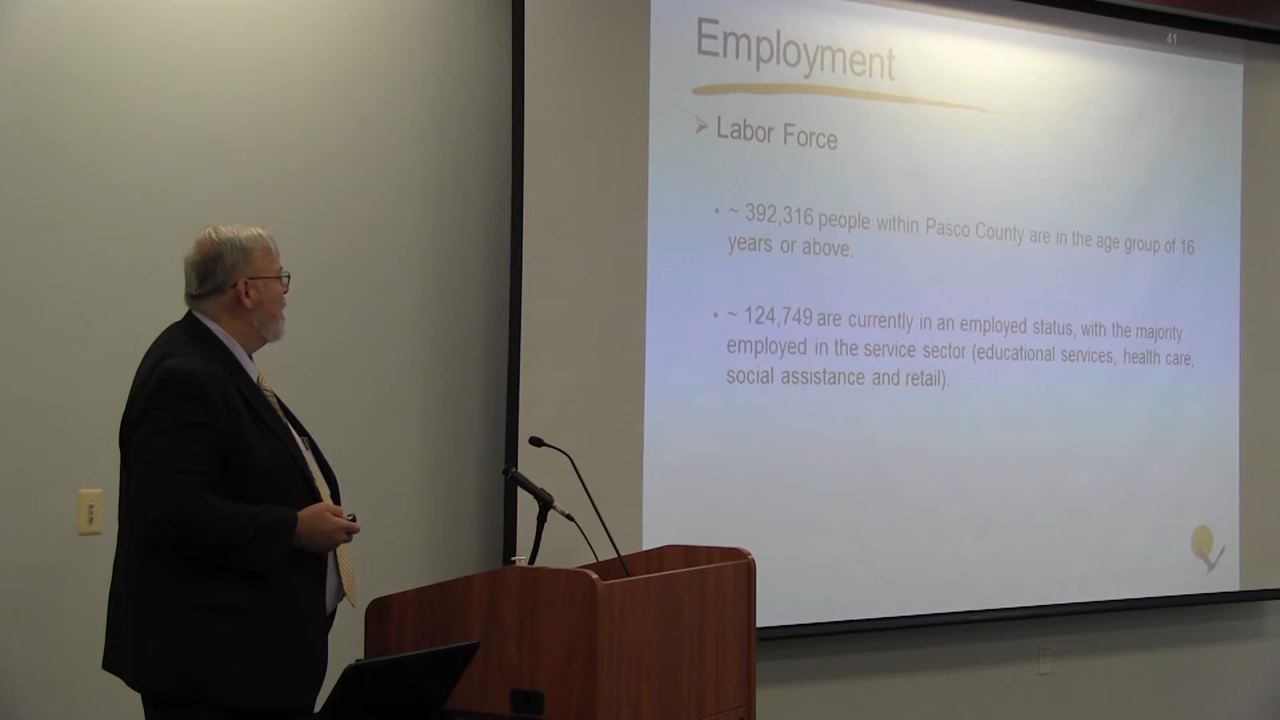 41
Employment
➢ Labor Force
• ~ 392,316 people within Pasco County are in the age group of 16
years or above.
• ~ 124,749 are currently in an employed status, with the majority
employed in the service sector (educational services, health care,
social assistance and retail).